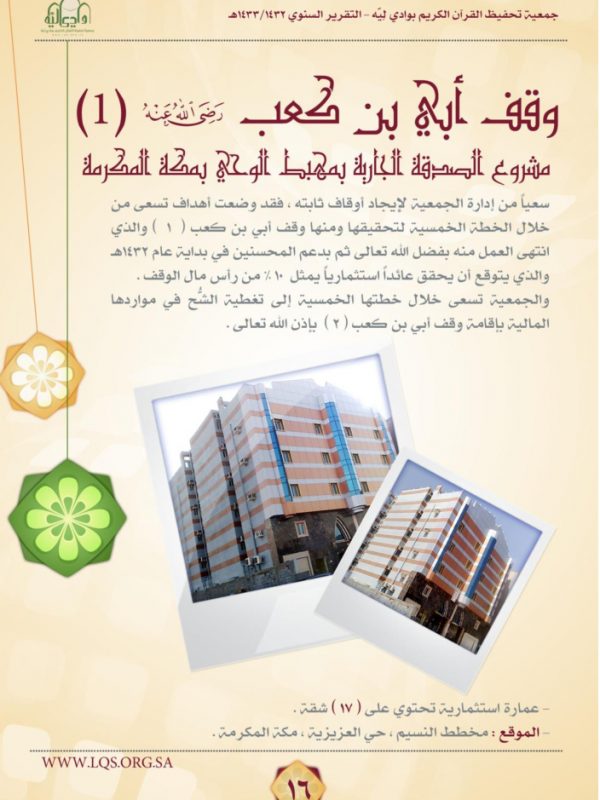 جمعية تحفيظ القرآن الكريم بوادي ليّه - التقرير السنوي ١٤٣٣/١٤٣٢هـ
وادي ليّة
وقف أبي بن كعب رَضِيَ اللهُ عَنْهُ (1)
مشروع الصدقة الجارية بمهبط الوحي بمكة المكرمة
سعياً من إدارة الجمعية لإيجاد أوقاف ثابته ، فقد وضعت أهداف تسعى من
خلال الخطة الخمسية لتحقيقها ومنها وقف أبي بن كعب ( ١ ) والذي
انتهى العمل منه بفضل الله تعالى ثم بدعم المحسنين في بداية عام ١٤٣٢هـ
والذي يتوقع أن يحقق عائداً استثمارياً يمثل ١٠ ٪ من رأس مال الوقف .
والجمعية تسعى خلال خطتها الخمسية إلى تغطية الشُّح في مواردها
المالية بإقامة وقف أبي بن كعب ( ٢ ) بإذن الله تعالى .
- عمارة استثمارية تحتوي على ( ١٧ ) شقة .
- الموقع : مخطط النسيم ، حي العزيزية ، مكة المكرمة .
WWW.LQS.ORG.SA
١٦